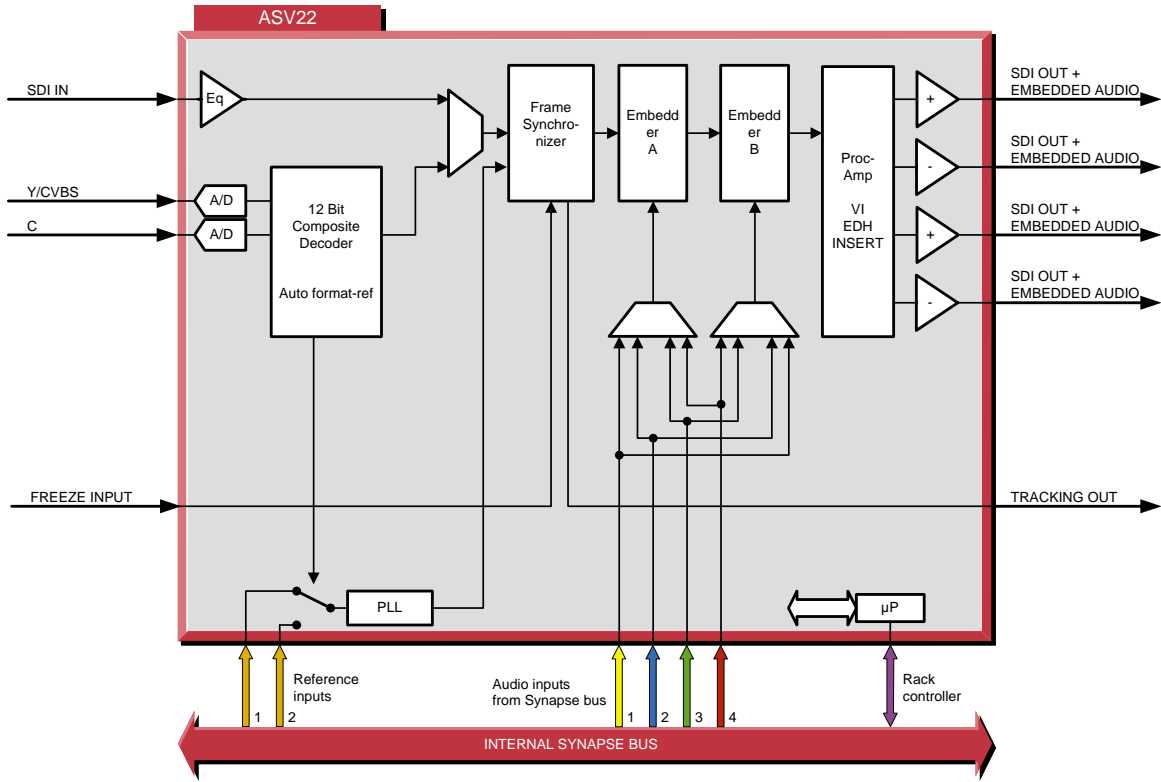 ASV22
SDI IN
Eq
Y/CVBS
A/D
C
A/D
12 Bit
Composite
Decoder
Auto format-ref
Frame
Synchro-
nizer
Embedd
er
A
Embedd
er
B
Proc-
Amp
VI
EDH
INSERT
+
-
+
-
SDI OUT +
EMBEDDED AUDIO
SDI OUT +
EMBEDDED AUDIO
SDI OUT +
EMBEDDED AUDIO
SDI OUT +
EMBEDDED AUDIO
FREEZE INPUT
TRACKING OUT
PLL
µP
Reference
inputs
1
2
Audio inputs
from Synapse bus
1
2
3
4
Rack
controller
INTERNAL SYNAPSE BUS